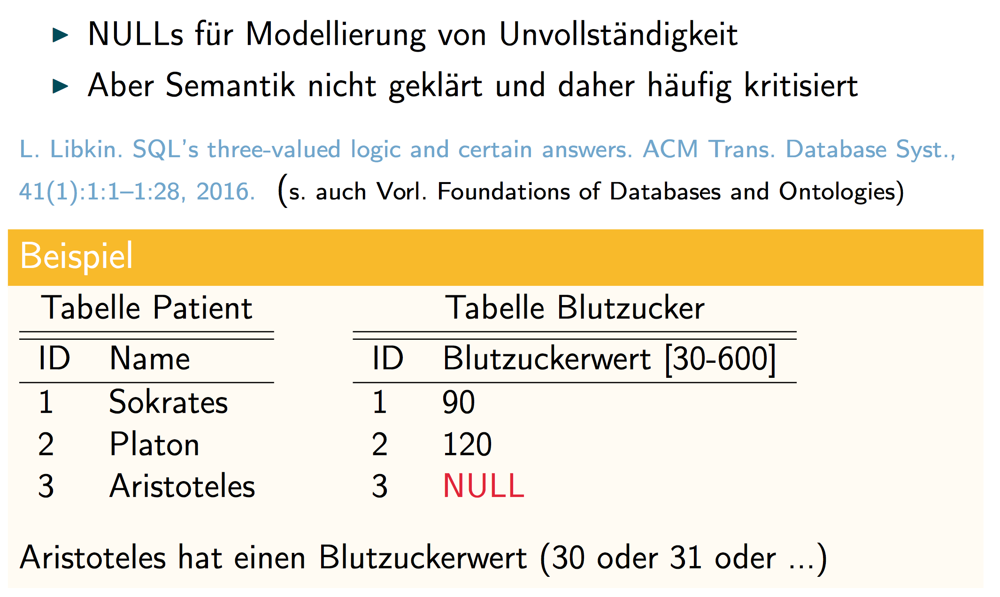 NULLs für Modellierung von Unvollständigkeit
Aber Semantik nicht geklärt und daher häufig kritisiert
L. Libkin. SQL's three-valued logic and certain answers. ACM Trans. Database Syst.,
41(1):1:1–1:28, 2016. (s. auch Vorl. Foundations of Databases and Ontologies)
Beispiel
Tabelle Patient
ID Name
1 Sokrates
2 Platon
3 Aristoteles
Tabelle Blutzucker
ID Blutzuckerwert [30-600]
1 90
2 120
3 NULL
Aristoteles hat einen Blutzuckerwert (30 oder 31 oder ...)